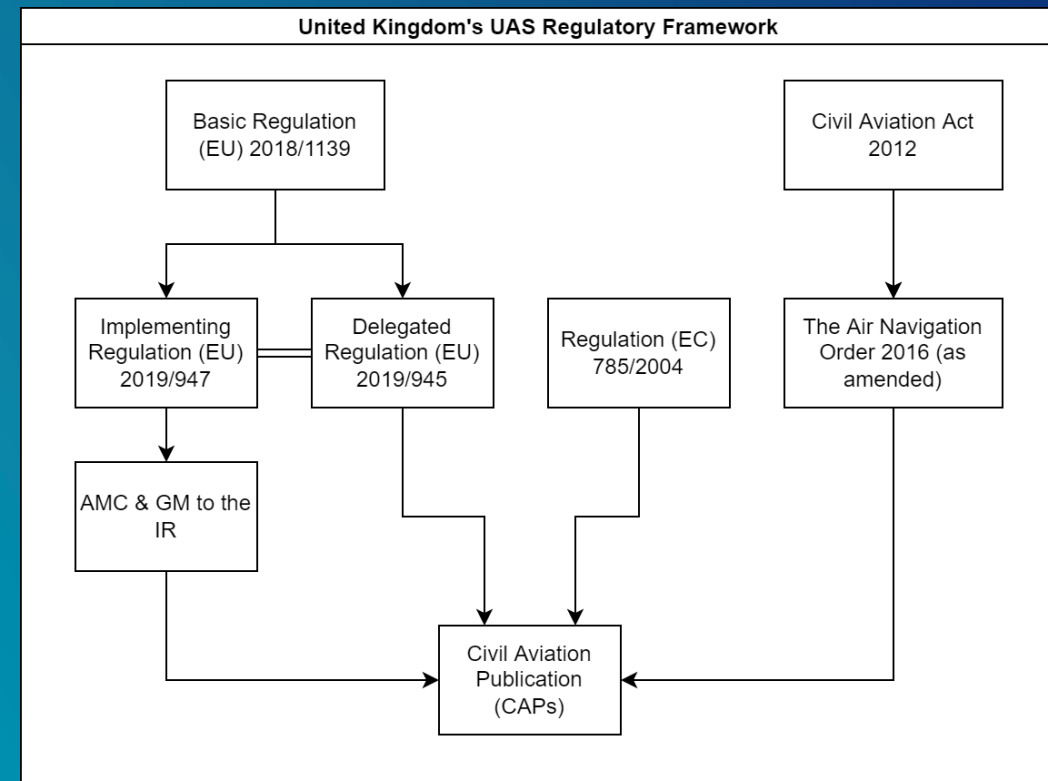 United Kingdom's UAS Regulatory Framework
Basic Regulation
(EU) 2018/1139
Civil Aviation Act
2012
Implementing
Regulation (EU)
2019/947
Delegated
Regulation (EU)
2019/945
Regulation (EC)
785/2004
The Air Navigation
Order 2016 (as
amended)
AMC & GM to the
IR
Civil Aviation
Publication
(CAPs)